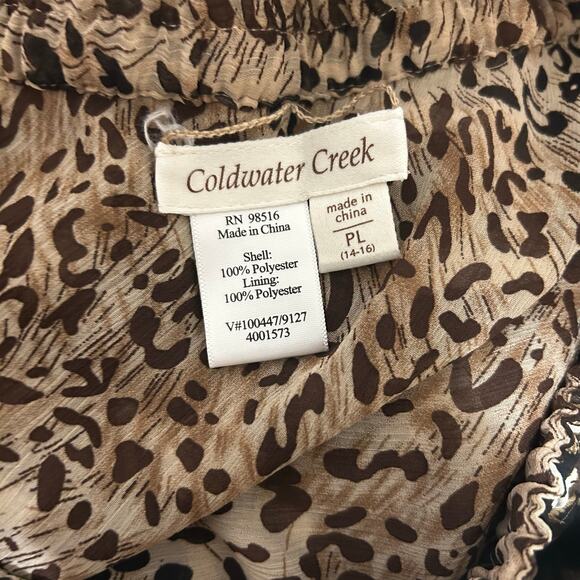 Coldwater Creek
RN 98516
Made in China
Shell:
100% Polyester
Lining:
100% Polyester
V#100447/9127
4001573
made in
china
PL
(14-16)